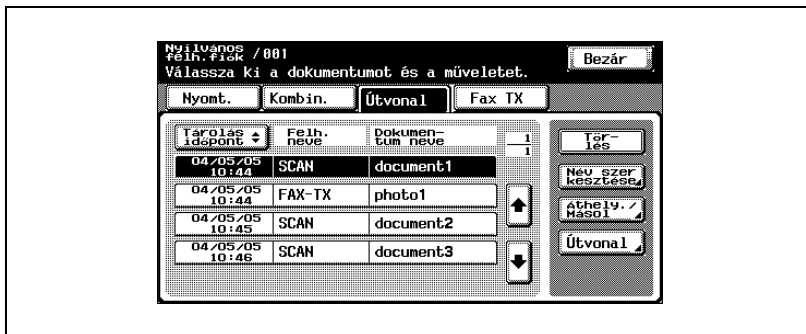 Nyilvános
felh.fiók /001
Bezár
Válassza ki a dokumentumot és a műveletet.
Nyomt. Kombin. Útvonal Fax TX
Tárolás
időpont
Felh.
neve
Dokumen-
tum neve
1
1
04/05/05
10:44
SCAN document1
04/05/05
10:44
FAX-TX photo1
04/05/05
10:45
SCAN document2
04/05/05
10:46
SCAN document3
Tör-
lés
Név szer
kesztése
Áthely./
Másol
Útvonal